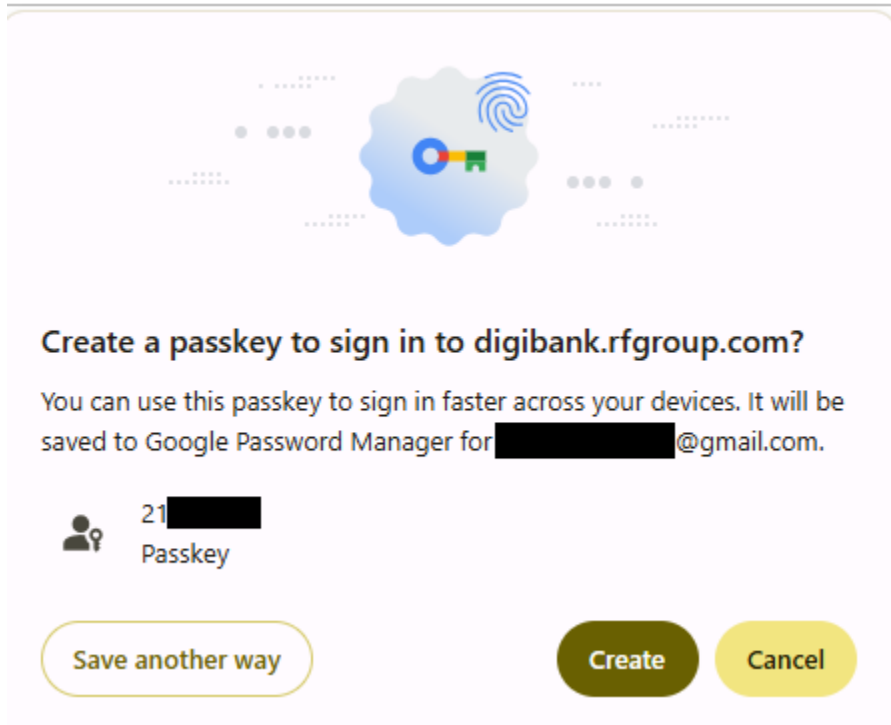 Create a passkey to sign in to digibank.rfgroup.com?
You can use this passkey to sign in faster across your devices. It will be
saved to Google Password Manager for @gmail.com.
21
Passkey
Save another way
Create
Cancel